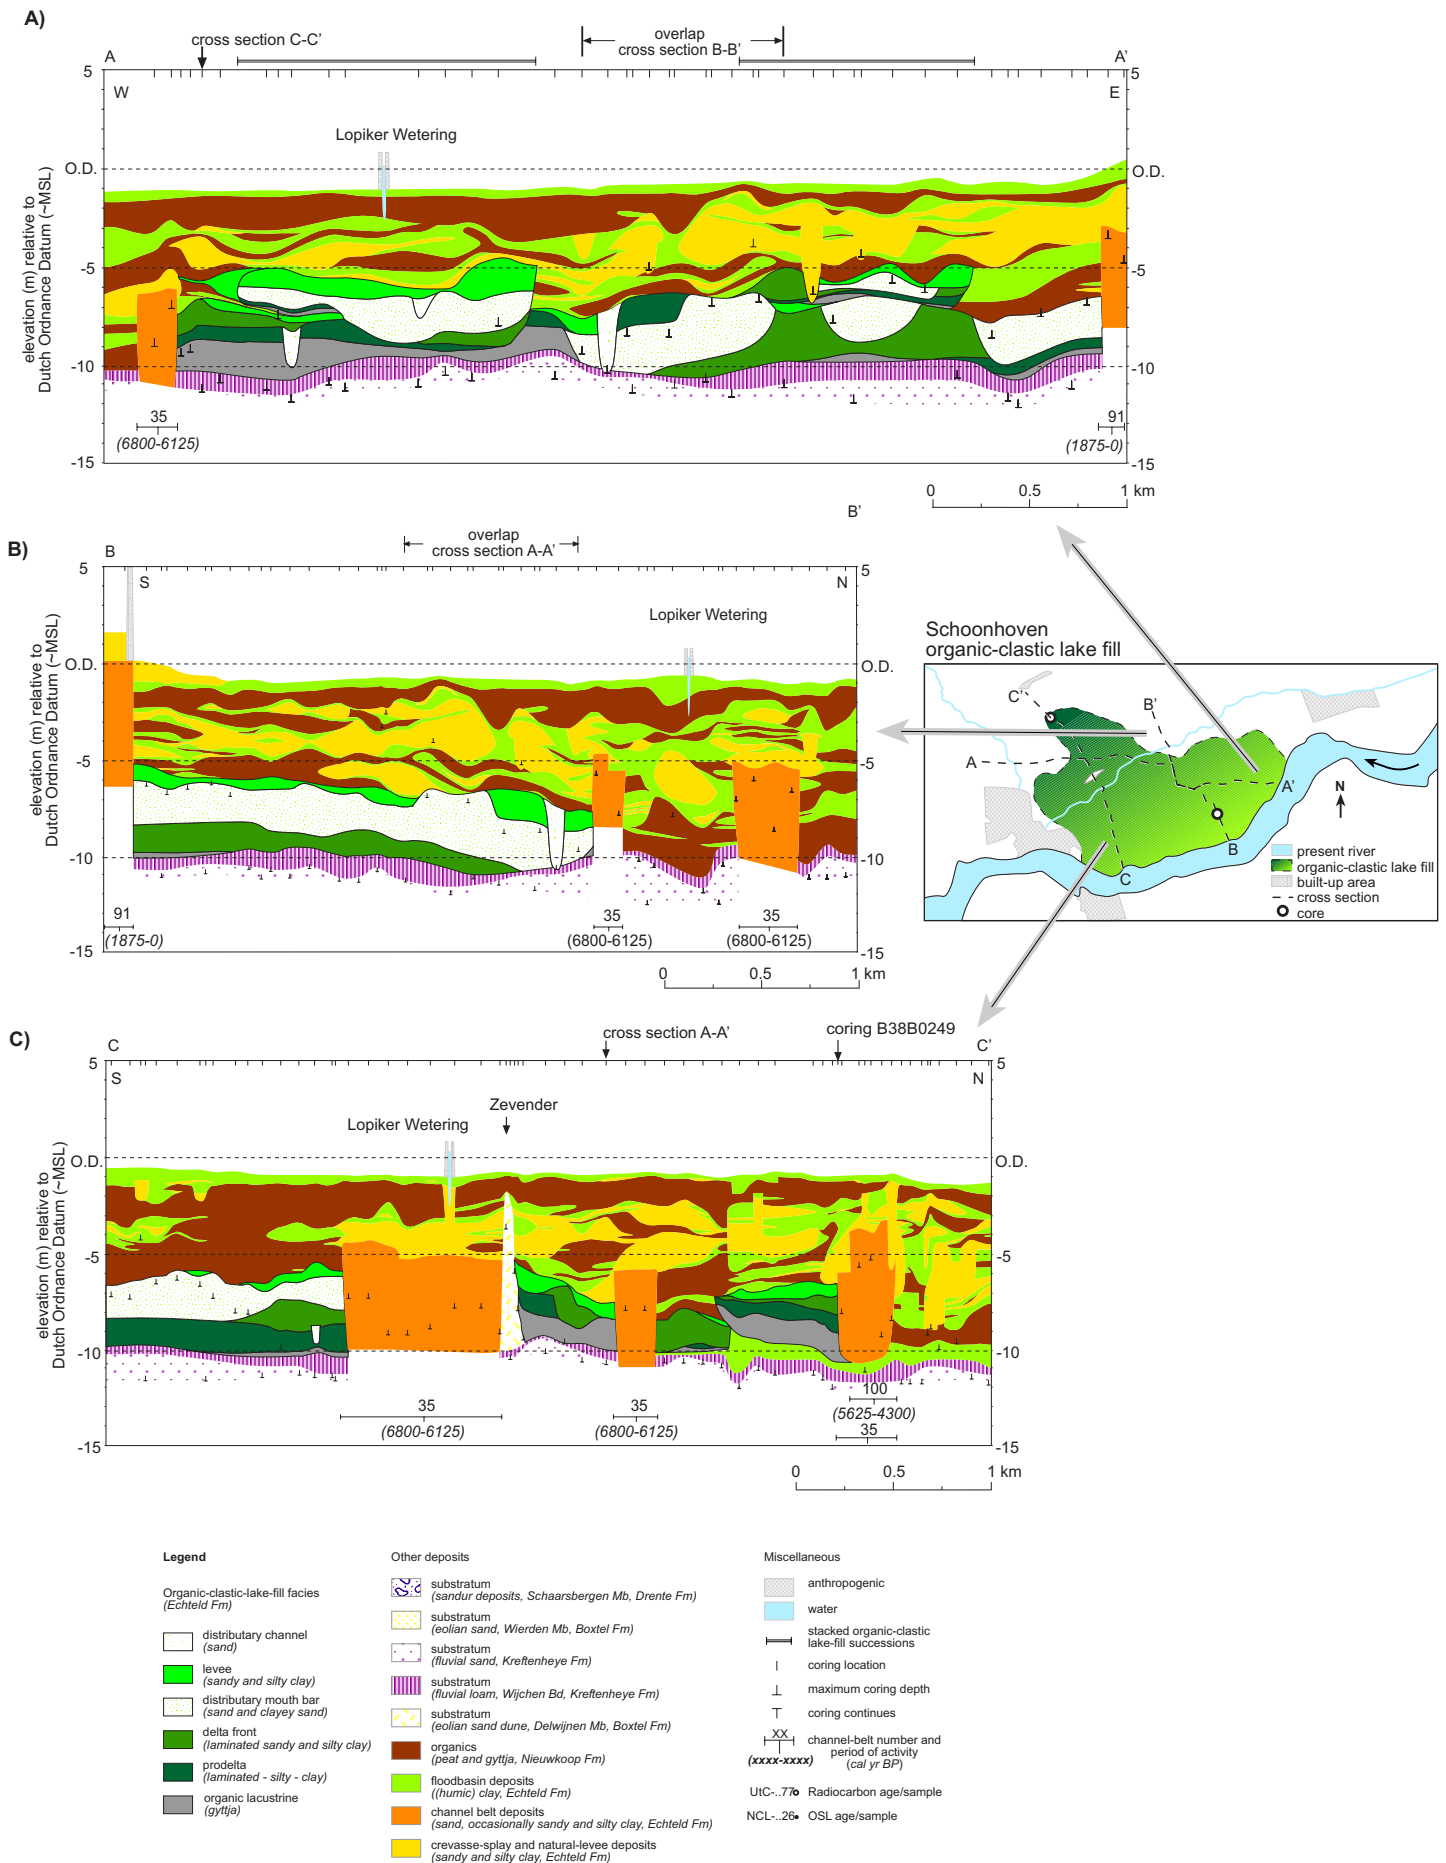 A)
cross section C-C’
overlap
cross section B-B’
A
A’
5
5
W
E
Lopiker Wetering
O.D.
O.D.
elevation (m) relative to
Dutch Ordnance Datum (~MSL)
-5
-5
-10
-10
35
(6800-6125)
91
(1875-0)
-15
-15
0
0.5
1 km
B)
B
overlap
cross section A-A’
B’
5
5
S
N
Lopiker Wetering
O.D.
O.D.
elevation (m) relative to
Dutch Ordnance Datum (~MSL)
-5
-5
-10
-10
91
(1875-0)
35
(6800-6125)
35
(6800-6125)
-15
-15
0
0.5
1 km
Schoonhoven
organic-clastic lake fill
C’
B’
A
A’
N
B
C
present river
organic-clastic lake fill
built-up area
cross section
core
C)
C
cross section A-A’
coring B38B0249
C’
5
5
S
N
Zevender
Lopiker Wetering
O.D.
O.D.
elevation (m) relative to
Dutch Ordnance Datum (~MSL)
-5
-5
-10
-10
35
(6800-6125)
35
(6800-6125)
100
(5625-4300)
35
-15
-15
0
0.5
1 km
Legend
Organic-clastic-lake-fill facies
(Echteld Fm)
distributary channel
(sand)
levee
(sandy and silty clay)
distributary mouth bar
(sand and clayey sand)
delta front
(laminated sandy and silty clay)
prodelta
(laminated - silty - clay)
organic lacustrine
(gyttja)
Other deposits
substratum
(sandur deposits, Schaarsbergen Mb, Drente Fm)
substratum
(eolian sand, Wierden Mb, Boxtel Fm)
substratum
(fluvial sand, Kreftenheye Fm)
substratum
(fluvial loam, Wijchen Bd, Kreftenheye Fm)
substratum
(eolian sand dune, Delwijnen Mb, Boxtel Fm)
organics
(peat and gyttja, Nieuwkoop Fm)
floodbasin deposits
((humic) clay, Echteld Fm)
channel belt deposits
(sand, occasionally sandy and silty clay, Echteld Fm)
crevasse-splay and natural-levee deposits
(sandy and silty clay, Echteld Fm)
Miscellaneous
anthropogenic
water
stacked organic-clastic
lake-fill successions
coring location
maximum coring depth
coring continues
XX
(xxxx-xxxx)
channel-belt number and
period of activity
(cal yr BP)
UtC-..77
Radiocarbon age/sample
NCL-..26
OSL age/sample